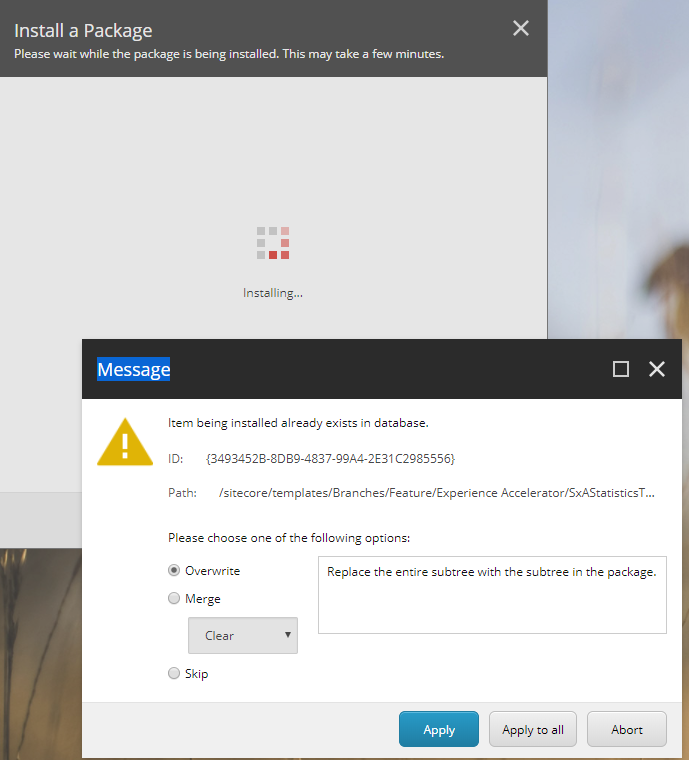 Install a Package
Please wait while the package is being installed. This may take a few minutes.
Installing...
Message
Item being installed already exists in database.
ID: {3493452B-8DB9-4837-99A4-2E31C2985556}
Path: /sitecore/templates/Branches/Feature/Experience Accelerator/SxAStatisticsT...
Please choose one of the following options:
Overwrite
Replace the entire subtree with the subtree in the package.
Merge
Clear
Skip
Apply
Apply to all
Abort